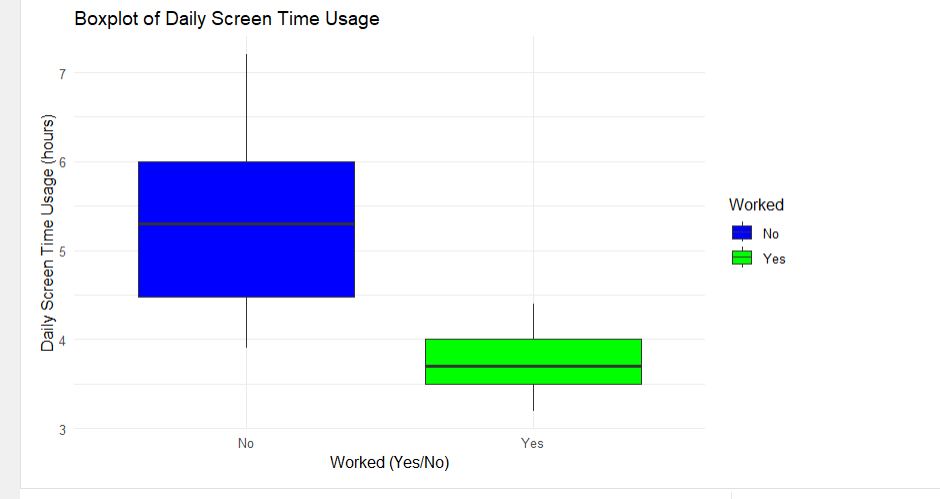 Boxplot of Daily Screen Time Usage
Daily Screen Time Usage (hours)
7
6
5
4
3
No
Yes
Worked (Yes/No)
Worked
No
Yes